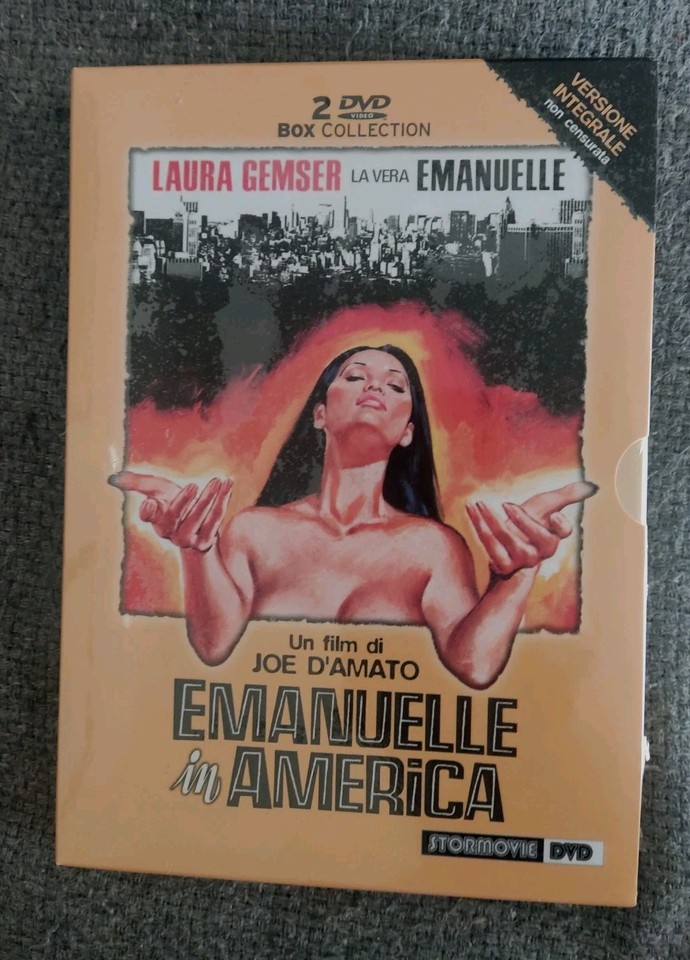 2 DVD
VIDEO
BOX COLLECTION
VERSIONE
INTEGRALE
non censurata
LAURA GEMSER LA VERA EMANUELLE
Un film di
JOE D'AMATO
EMANUELLE
in AMERiCA
STORMOVIE DVD